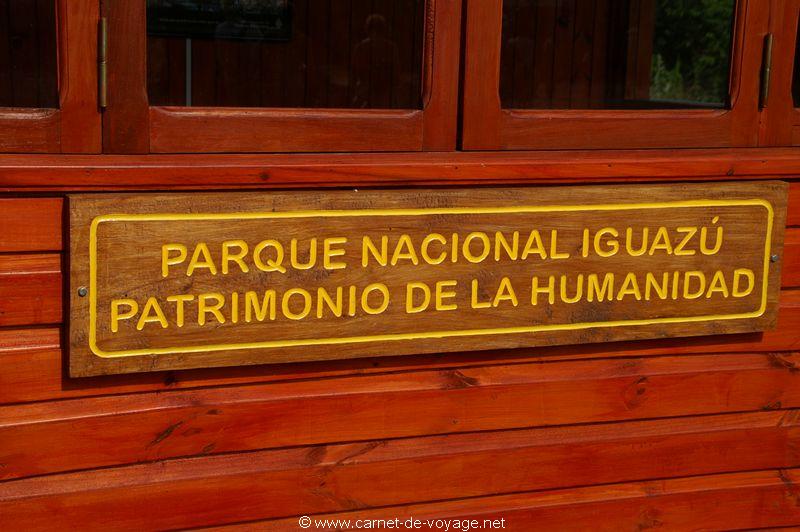 PARQUE NACIONAL IGUAZÚ
PATRIMONIO DE LA HUMANIDAD
© www.carnet-de-voyage.net